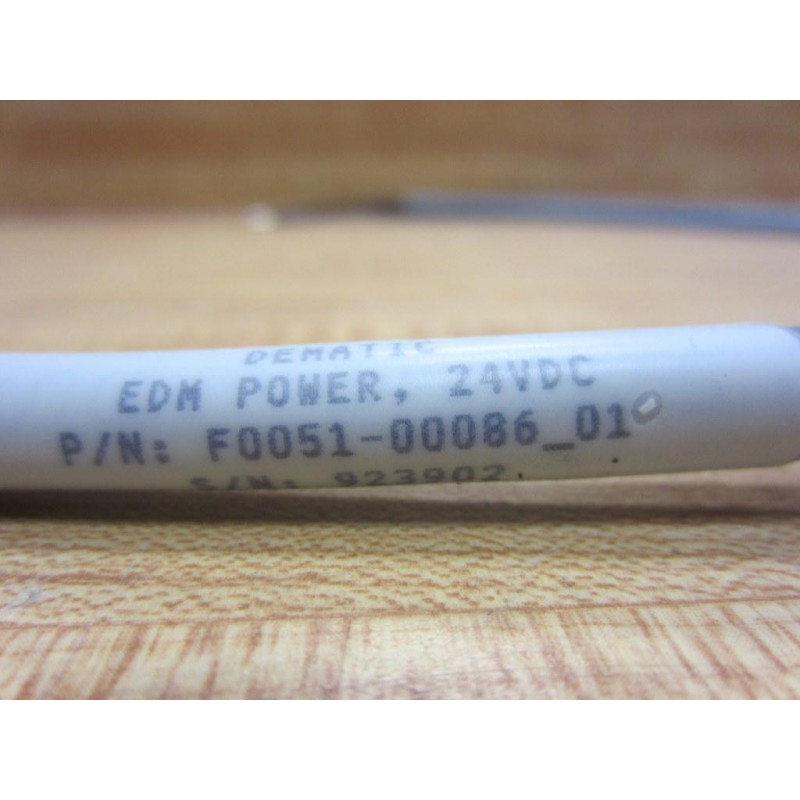 DEMATIC
EDM POWER, 24VDC
P/N: F0051-00086_01
S/N: 923902